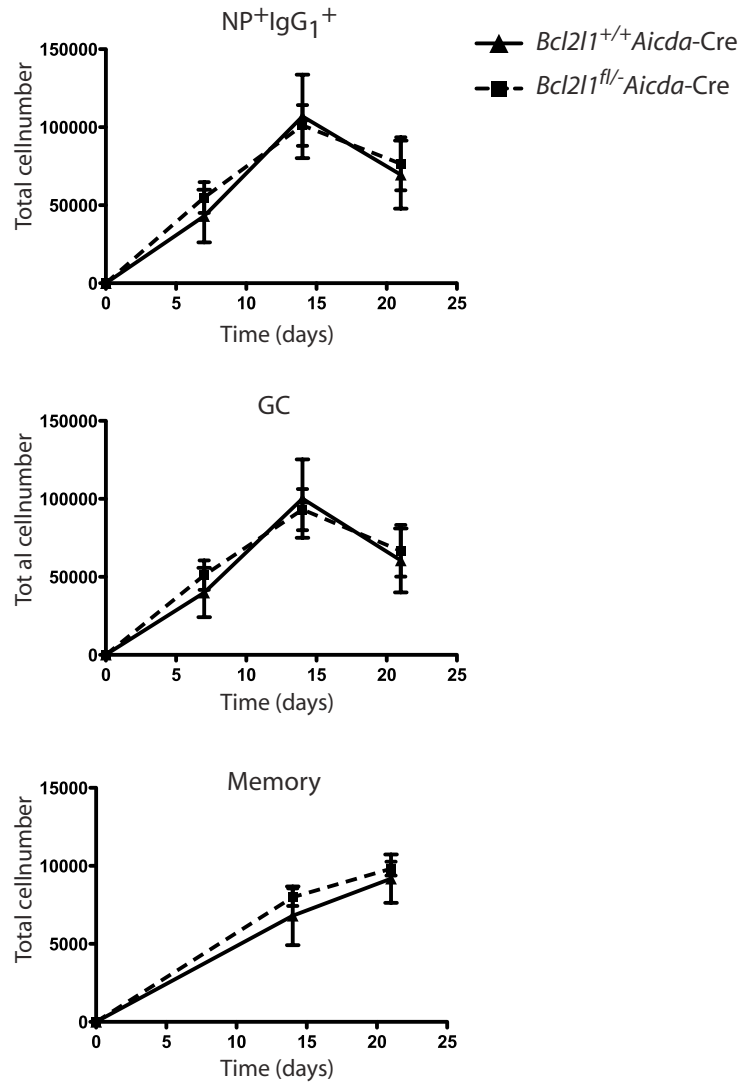 NP+IgG1+
Bcl2l1+/+Aicda-Cre
Bcl2l1fl/-Aicda-Cre
150000
100000
50000
0
Total cellnumber
0 5 10 15 20 25
Time (days)
GC
150000
100000
50000
0
Tot al cellnumber
0 5 10 15 20 25
Time (days)
Memory
15000
10000
5000
0
Total cellnumber
0 5 10 15 20 25
Time (days)